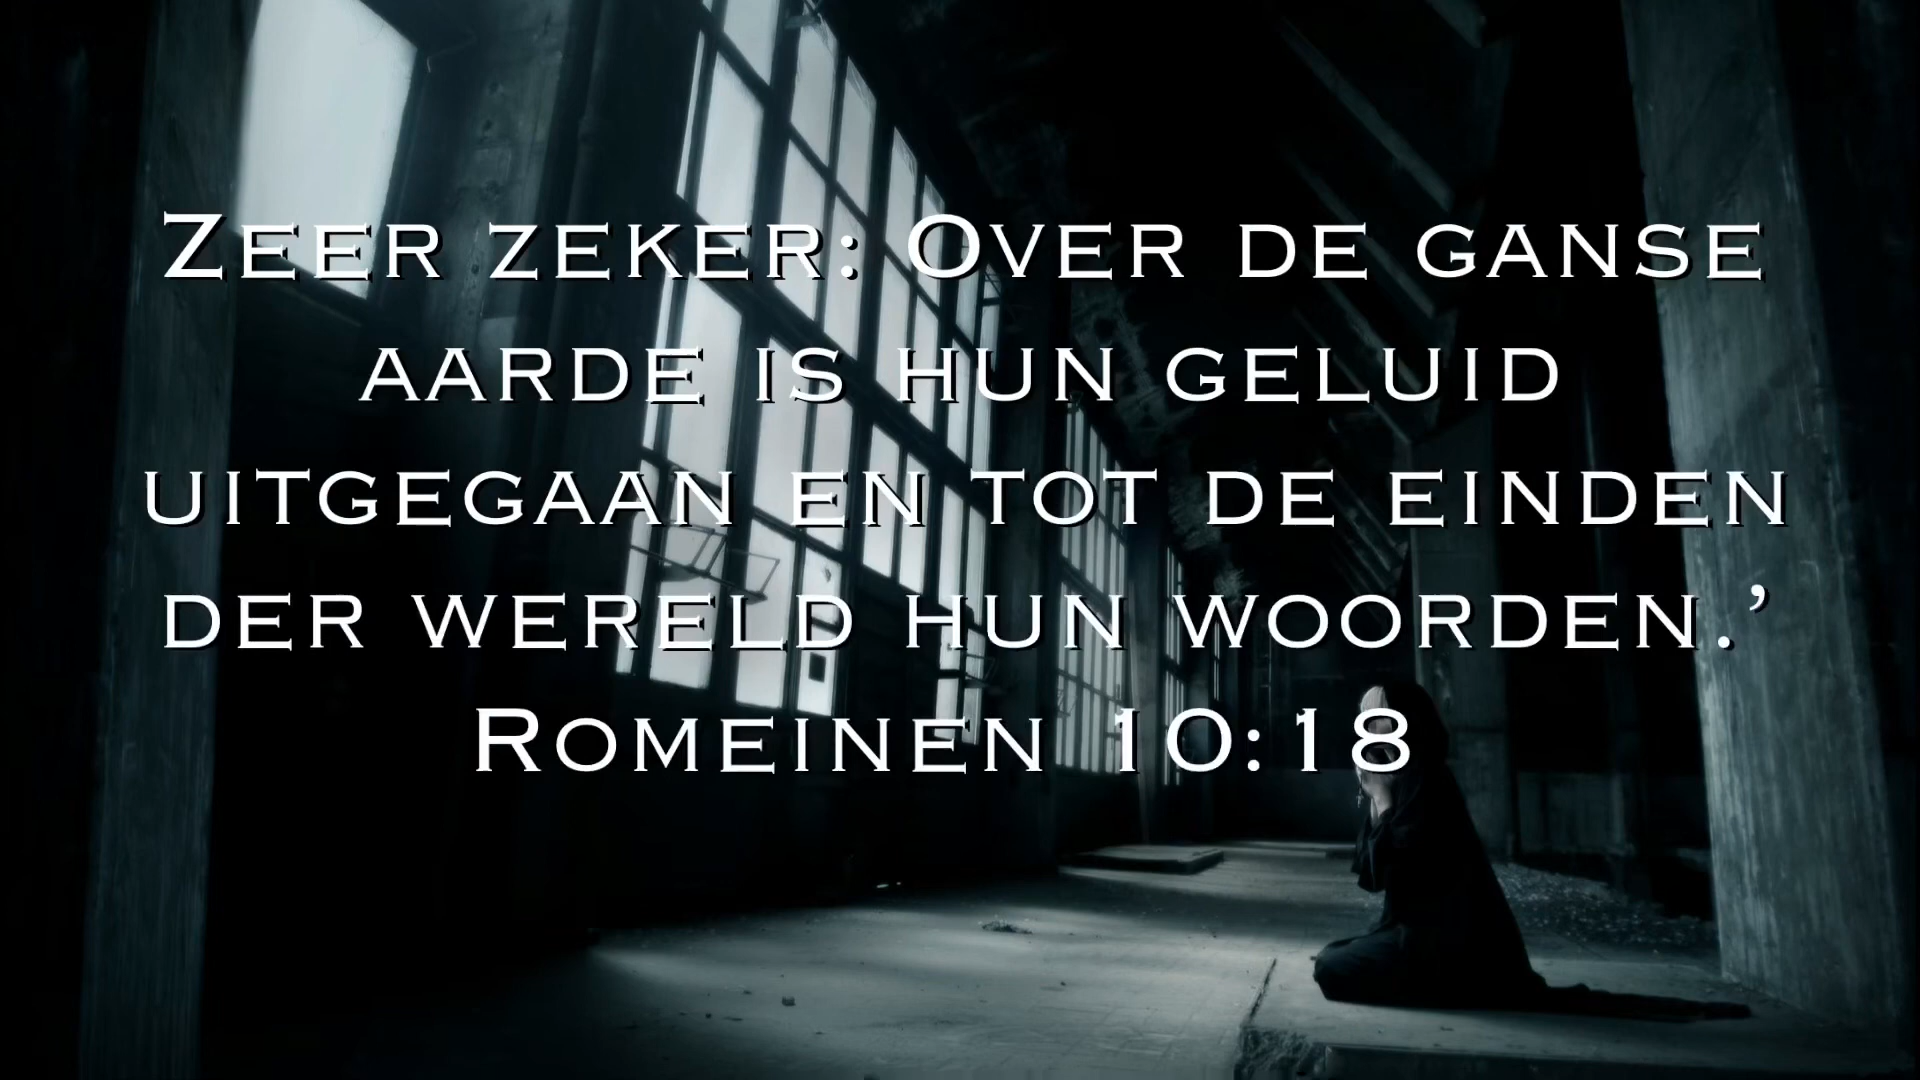 Zeer zeker: Over de ganse
aarde is hun geluid
uitgegaan en tot de einden
der wereld hun woorden.’
Romeinen 10:18